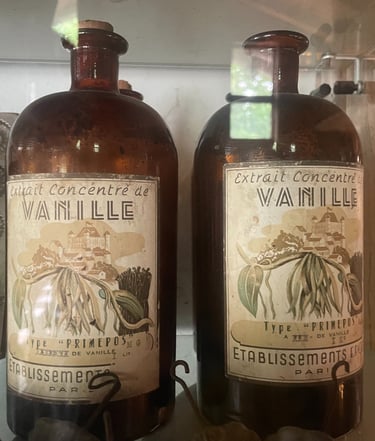 Extrait Concentré de
VANILLE
Type "PRIMEPOS
DE VANILLE
ETABLISSEMENTS
PARIS
Extrait Concentré
VANILLE
Type "PRIMEPOS
A DE VANILLE
ETABLISSEMENTS
PARIS